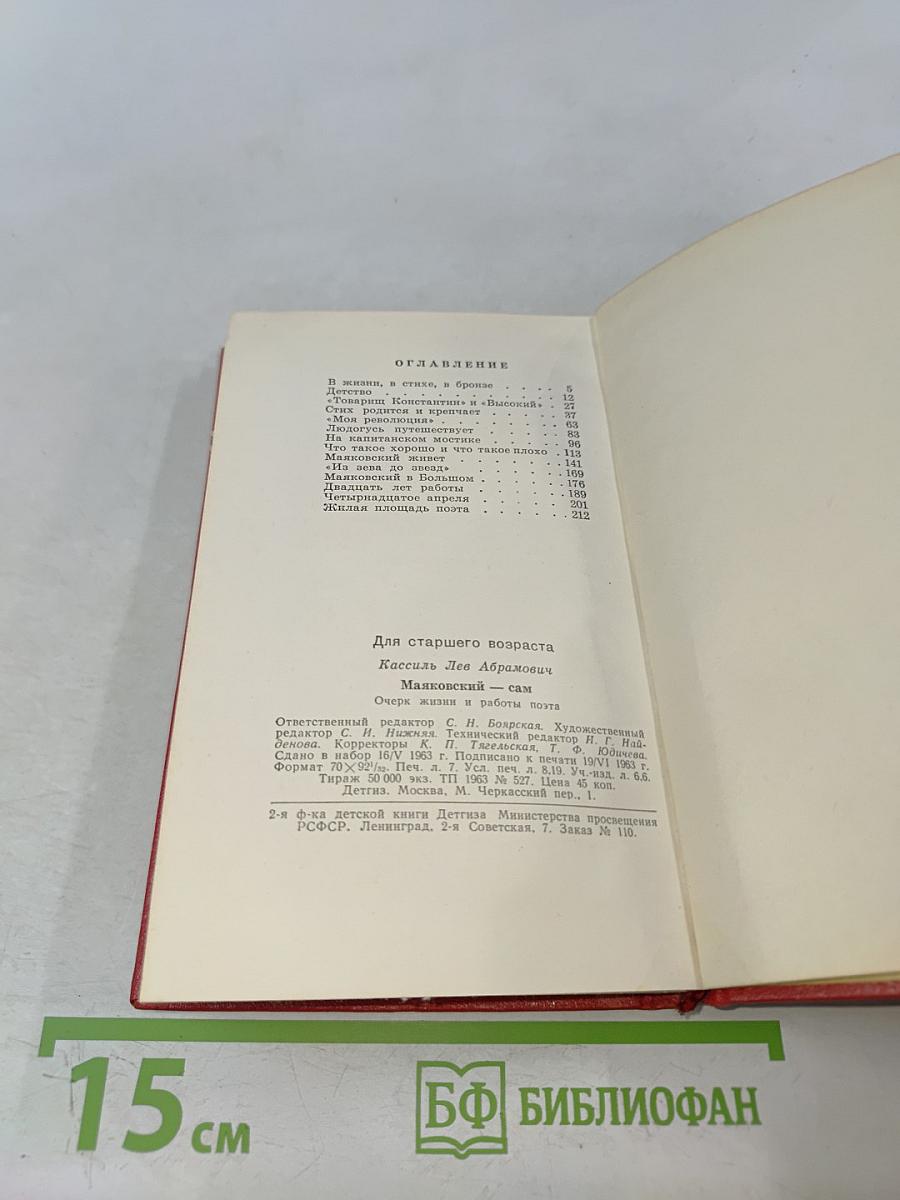 ОГЛАВЛЕНИЕ
В жизни, в стихе, в бронзе . . . . 5
Детство . . . . . . . . . . 12
«Товарищ Константин» и «Высокий» . 27
Стих родится и крепчает . . . . . 37
«Моя революция» . . . . . . . . 63
Людогусь путешествует . . . . . 83
На капитанском мостике . . . . . 96
Что такое хорошо и что такое плохо . 113
Маяковский живет . . . . . . . 141
«Из зева до звезд» . . . . . . 169
Маяковский в Большом . . . . . 176
Двадцать лет работы . . . . . . 189
Четырнадцатое апреля . . . . . 201
Жилая площадь поэта . . . . . . 212
Для старшего возраста
Кассиль Лев Абрамович
Маяковский — сам
Очерк жизни и работы поэта
Ответственный редактор С. Н. Боярская. Художественный
редактор С. И. Нижняя. Технический редактор Н. Г. Най-
денова. Корректоры К. П. Тягельская, Т. Ф. Юдичева.
Сдано в набор 16/V 1963 г. Подписано к печати 19/VI 1963 г.
Формат 70×92¹/₃₂. Печ. л. 7. Усл. печ. л. 8,19. Уч.-изд. л. 6,6.
Тираж 50 000 экз. ТП 1963 № 527. Цена 45 коп.
Детгиз. Москва, М. Черкасский пер., 1.
2-я ф-ка детской книги Детгиза Министерства просвещения
РСФСР. Ленинград, 2-я Советская, 7. Заказ № 110.
15 см
БФ БИБЛИОФАН